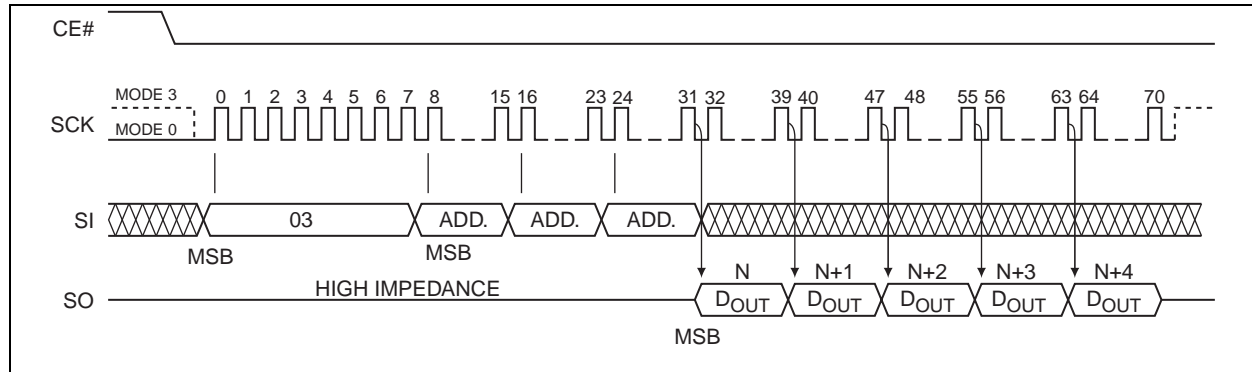 CE#
MODE 3
0 1 2 3 4 5 6 7 8 15 16 23 24 31 32 39 40 47 48 55 56 63 64 70
SCK
MODE 0
SI 03 ADD. ADD. ADD.
MSB MSB
N N+1 N+2 N+3 N+4
HIGH IMPEDANCE
SO DOUT DOUT DOUT DOUT DOUT
MSB